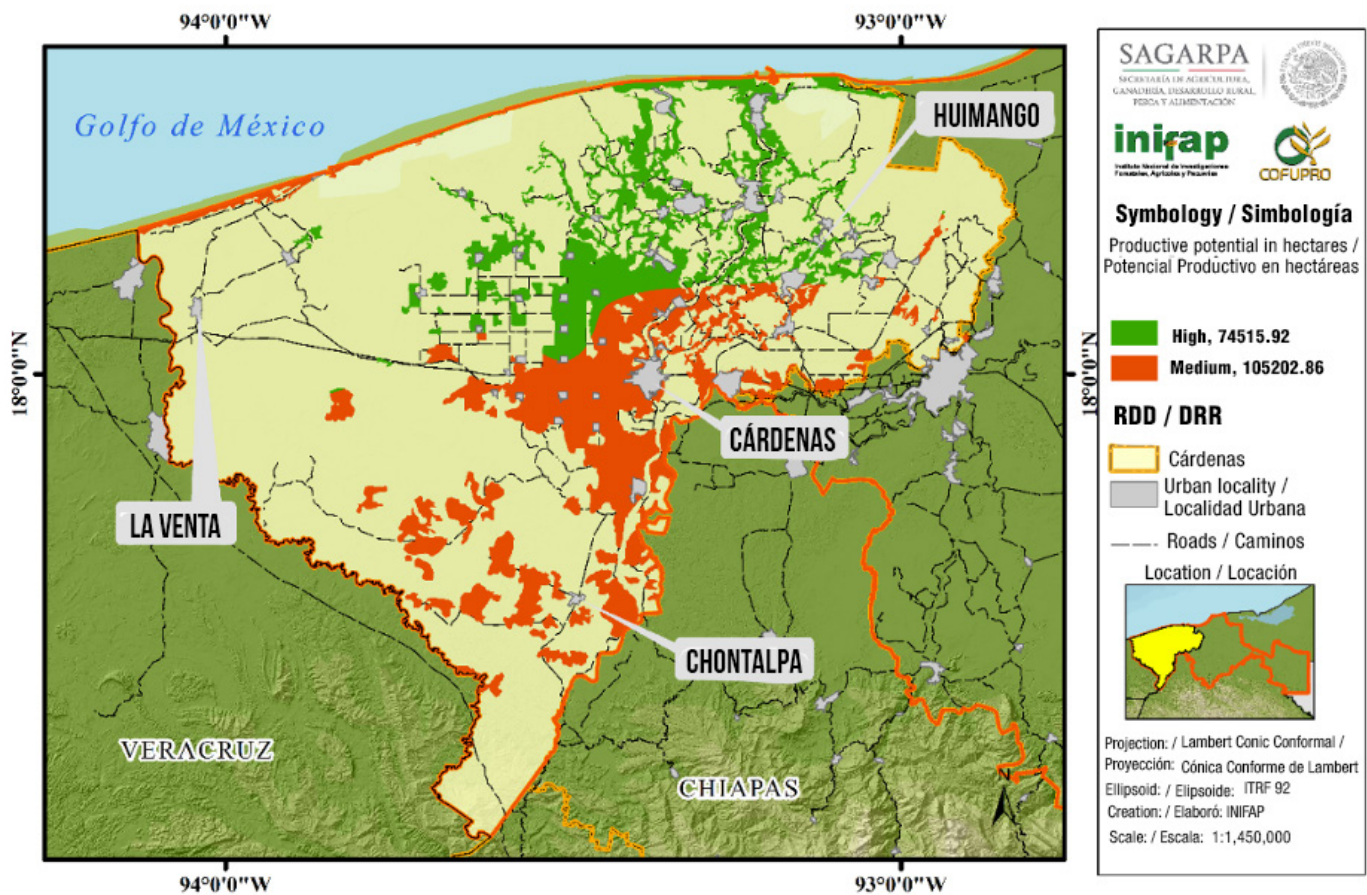 94°0'0"W
93°0'0"W
Golfo de México
HUIMANGO
18°0'0"N
18°0'0"N
CÁRDENAS
LA VENTA
CHONTALPA
VERACRUZ
CHIAPAS
N
94°0'0"W
93°0'0"W
SAGARPA
SECRETARÍA DE AGRICULTURA,
GANADERÍA, DESARROLLO RURAL,
PESCA Y ALIMENTACIÓN
inifap
Instituto Nacional de Investigaciones
Forestales, Agrícolas y Pecuarias
COFUPRO
Symbology / Simbología
Productive potential in hectares /
Potencial Productivo en hectáreas
High, 74515.92
Medium, 105202.86
RDD / DRR
Cárdenas
Urban locality /
Localidad Urbana
Roads / Caminos
Location / Locación
Projection: / Lambert Conic Conformal /
Proyección: Cónica Conforme de Lambert
Ellipsoid: / Elipsoide: ITRF 92
Creation: / Elaboró: INIFAP
Scale: / Escala: 1:1,450,000